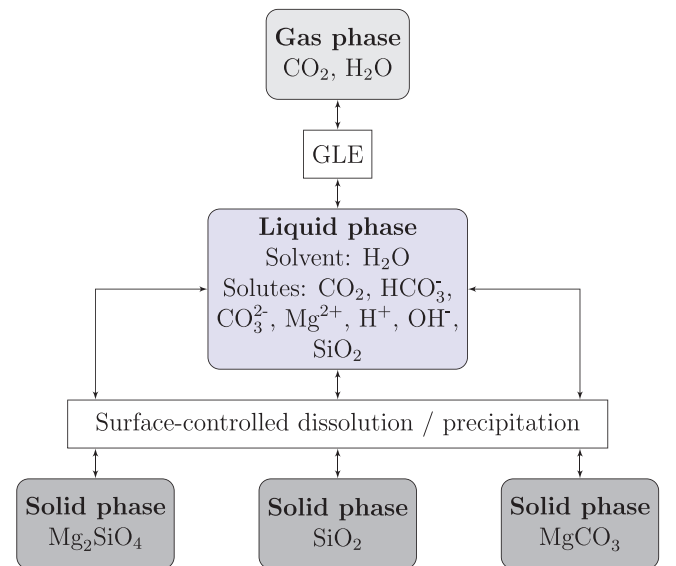 Gas phase
CO₂, H₂O
GLE
Liquid phase
Solvent: H₂O
Solutes: CO₂, HCO₃⁻,
CO₃²⁻, Mg²⁺, H⁺, OH⁻,
SiO₂
Surface-controlled dissolution / precipitation
Solid phase
Mg₂SiO₄
Solid phase
SiO₂
Solid phase
MgCO₃